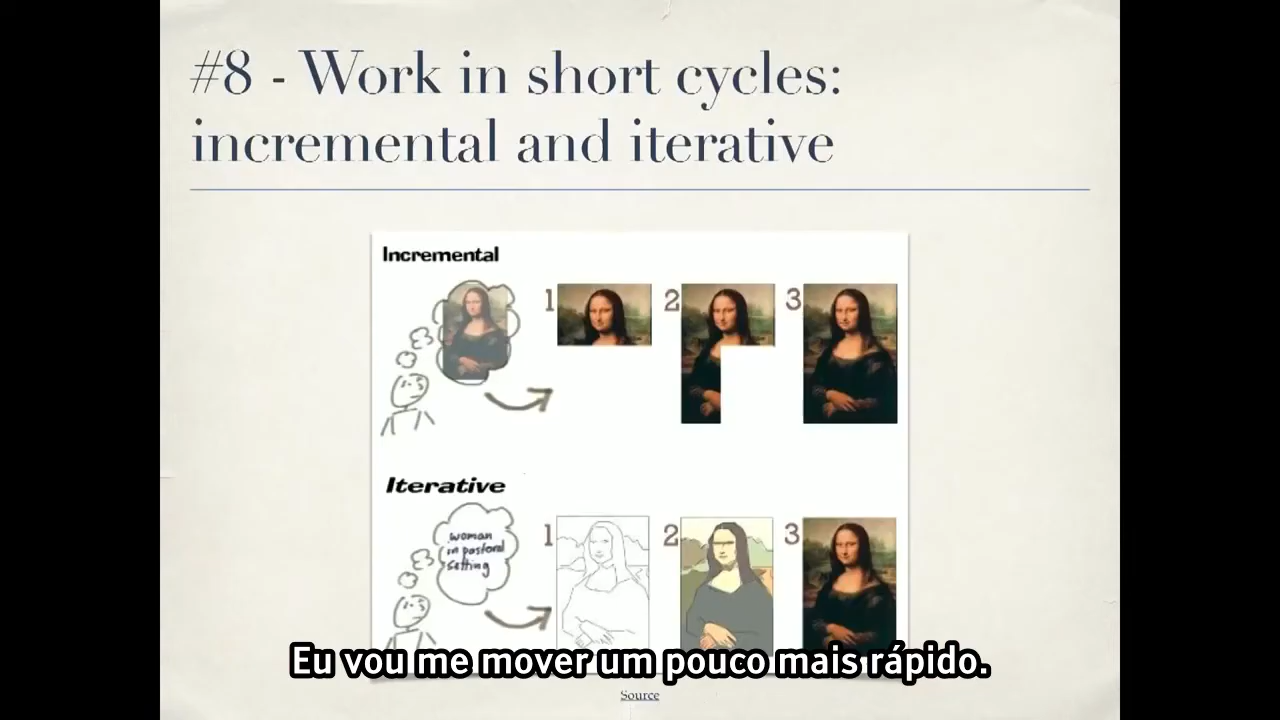 #8 - Work in short cycles:
incremental and iterative
Incremental
1 2 3
Iterative
woman
in pastoral
setting
1 2 3
Eu vou me mover um pouco mais rápido.
Source